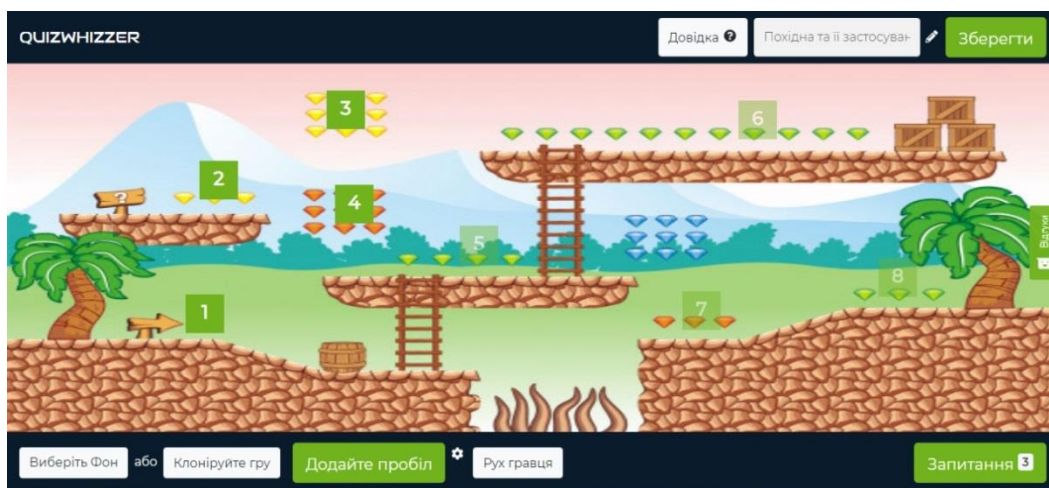 QUIZWHIZZER
Довідка ?
Похідна та її застосуван
Зберегти
3
6
2
?
4
5
Відгуки
8
1
7
Виберіть Фон або Клонуйте гру
Додайте пробіл
Рух гравця
Запитання 3